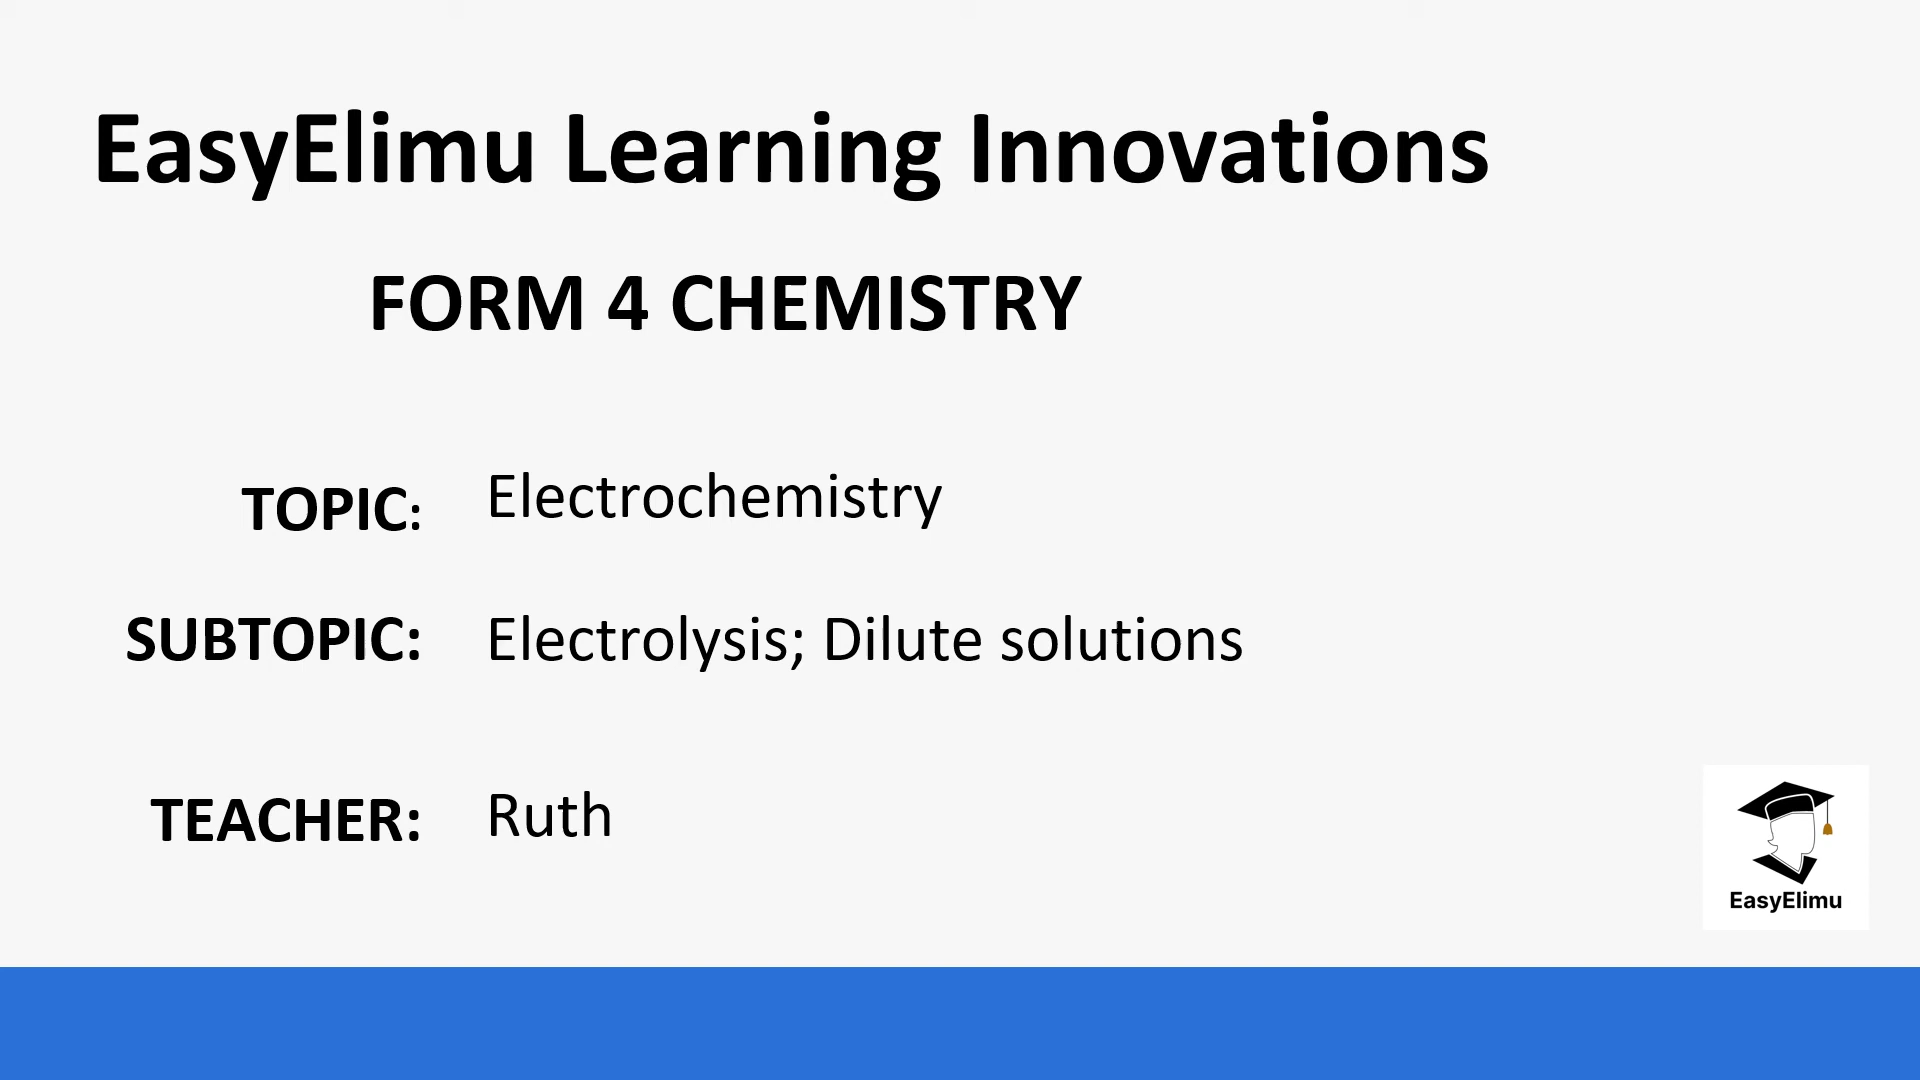 EasyElimu Learning Innovations
FORM 4 CHEMISTRY
TOPIC: Electrochemistry
SUBTOPIC: Electrolysis; Dilute solutions
TEACHER: Ruth
EasyElimu